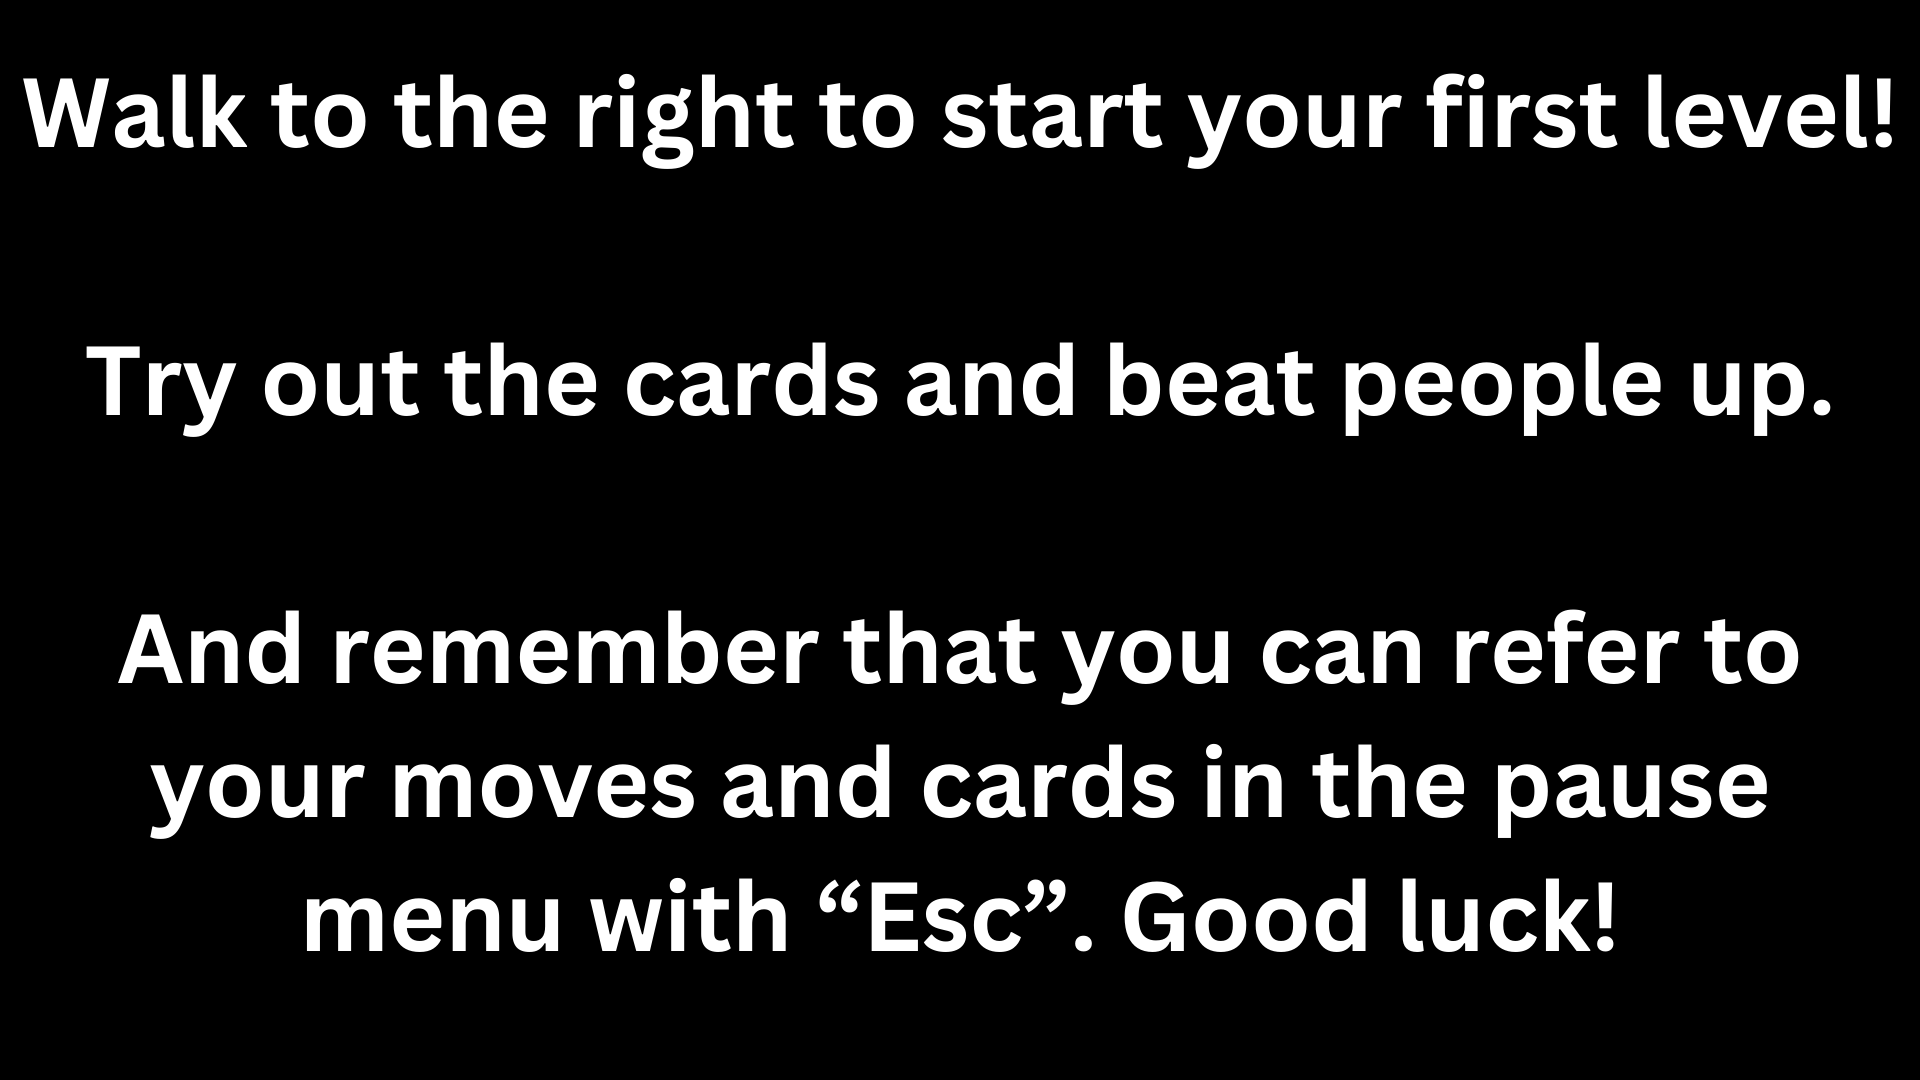 Walk to the right to start your first level!
Try out the cards and beat people up.
And remember that you can refer to
your moves and cards in the pause
menu with “Esc”. Good luck!